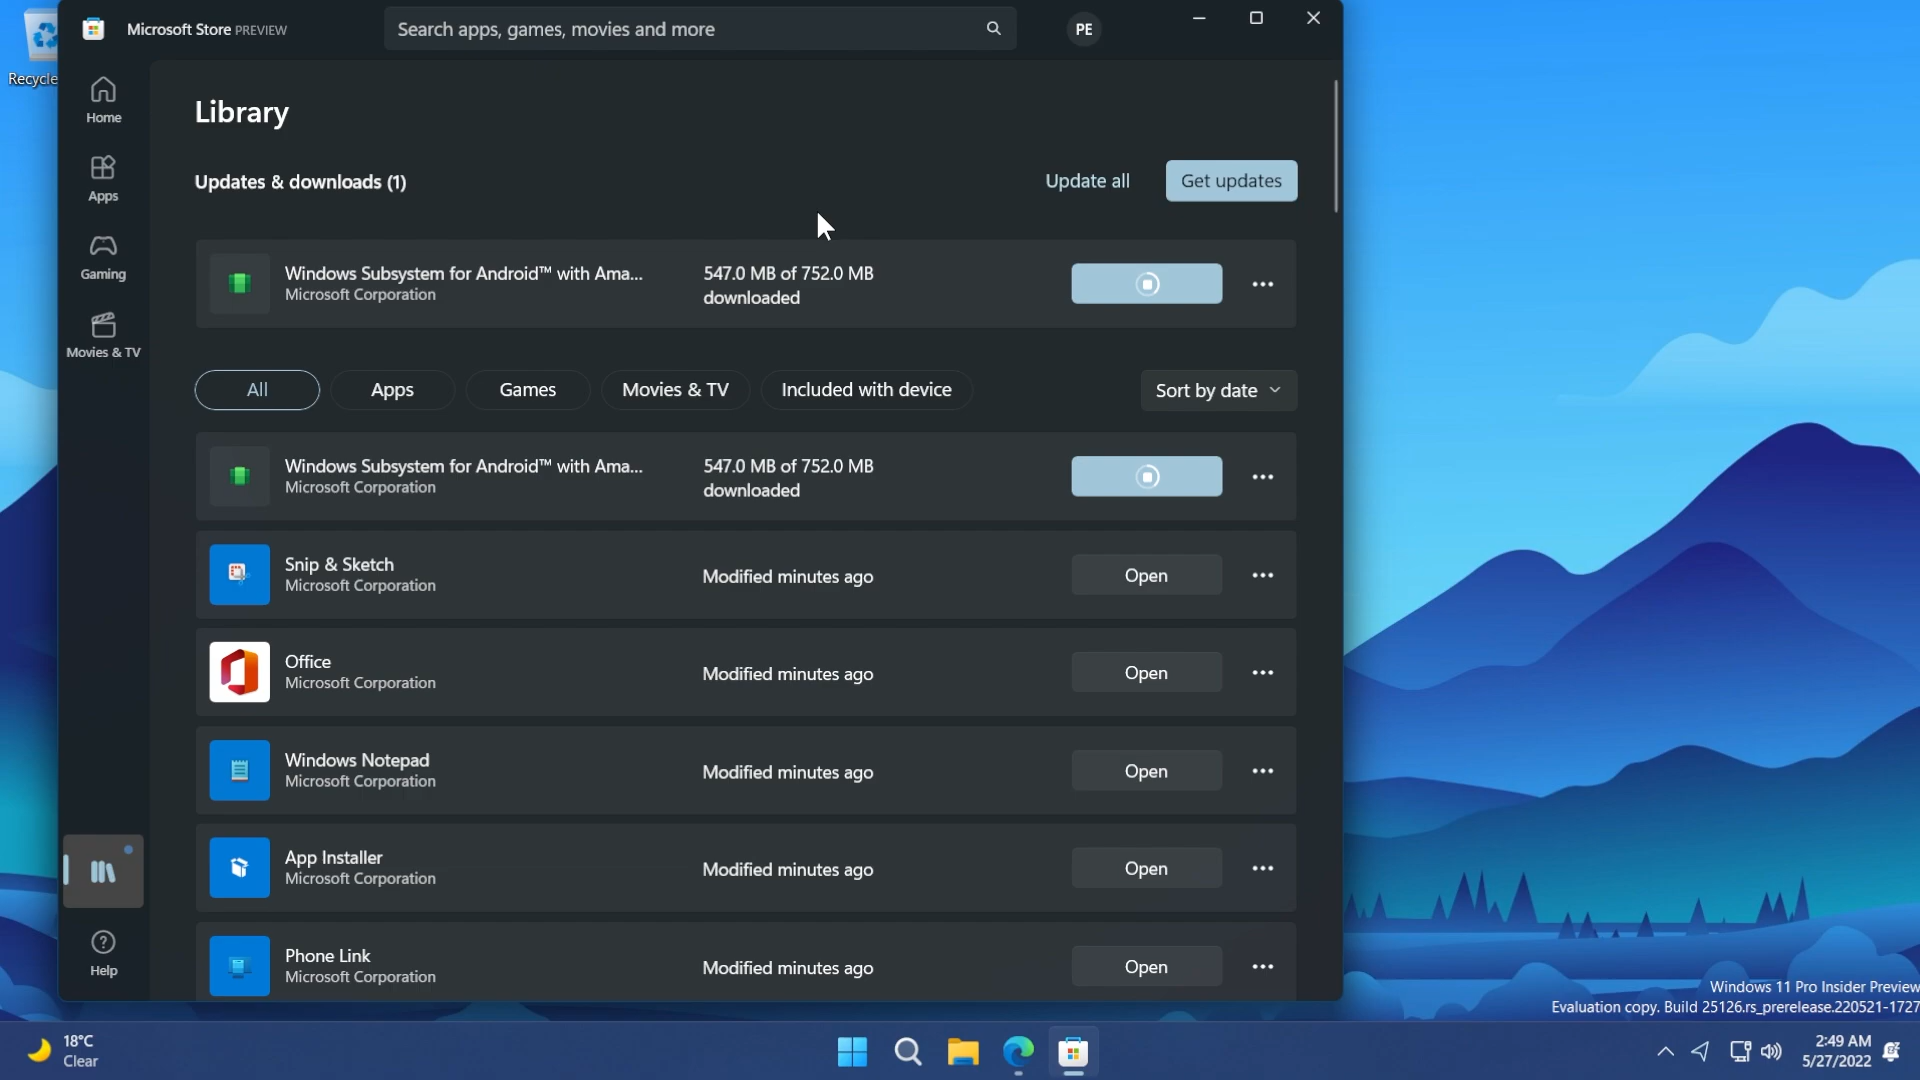 Recycle
Microsoft Store PREVIEW
Search apps, games, movies and more
PE
Home
Apps
Gaming
Movies & TV
Library
Updates & downloads (1)
Update all
Get updates
Windows Subsystem for Android™ with Ama...
Microsoft Corporation
547.0 MB of 752.0 MB
downloaded
All
Apps
Games
Movies & TV
Included with device
Sort by date
Windows Subsystem for Android™ with Ama...
Microsoft Corporation
547.0 MB of 752.0 MB
downloaded
Snip & Sketch
Microsoft Corporation
Modified minutes ago
Open
Office
Microsoft Corporation
Modified minutes ago
Open
Windows Notepad
Microsoft Corporation
Modified minutes ago
Open
App Installer
Microsoft Corporation
Modified minutes ago
Open
Phone Link
Microsoft Corporation
Modified minutes ago
Open
Help
Windows 11 Pro Insider Preview
Evaluation copy. Build 25126.rs_prerelease.220521-1727
18°C
Clear
2:49 AM
5/27/2022